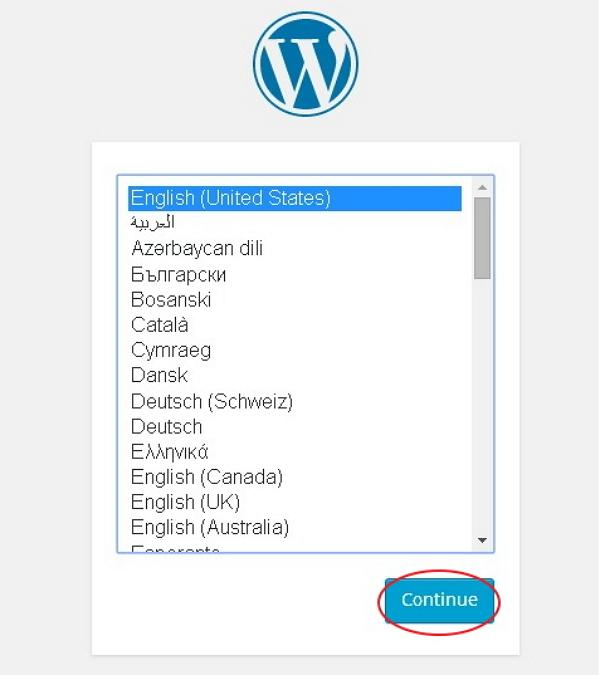 W
English (United States)
العربية
Azərbaycan dili
Български
Bosanski
Català
Cymraeg
Dansk
Deutsch (Schweiz)
Deutsch
Ελληνικά
English (Canada)
English (UK)
English (Australia)
Esperanto
Continue